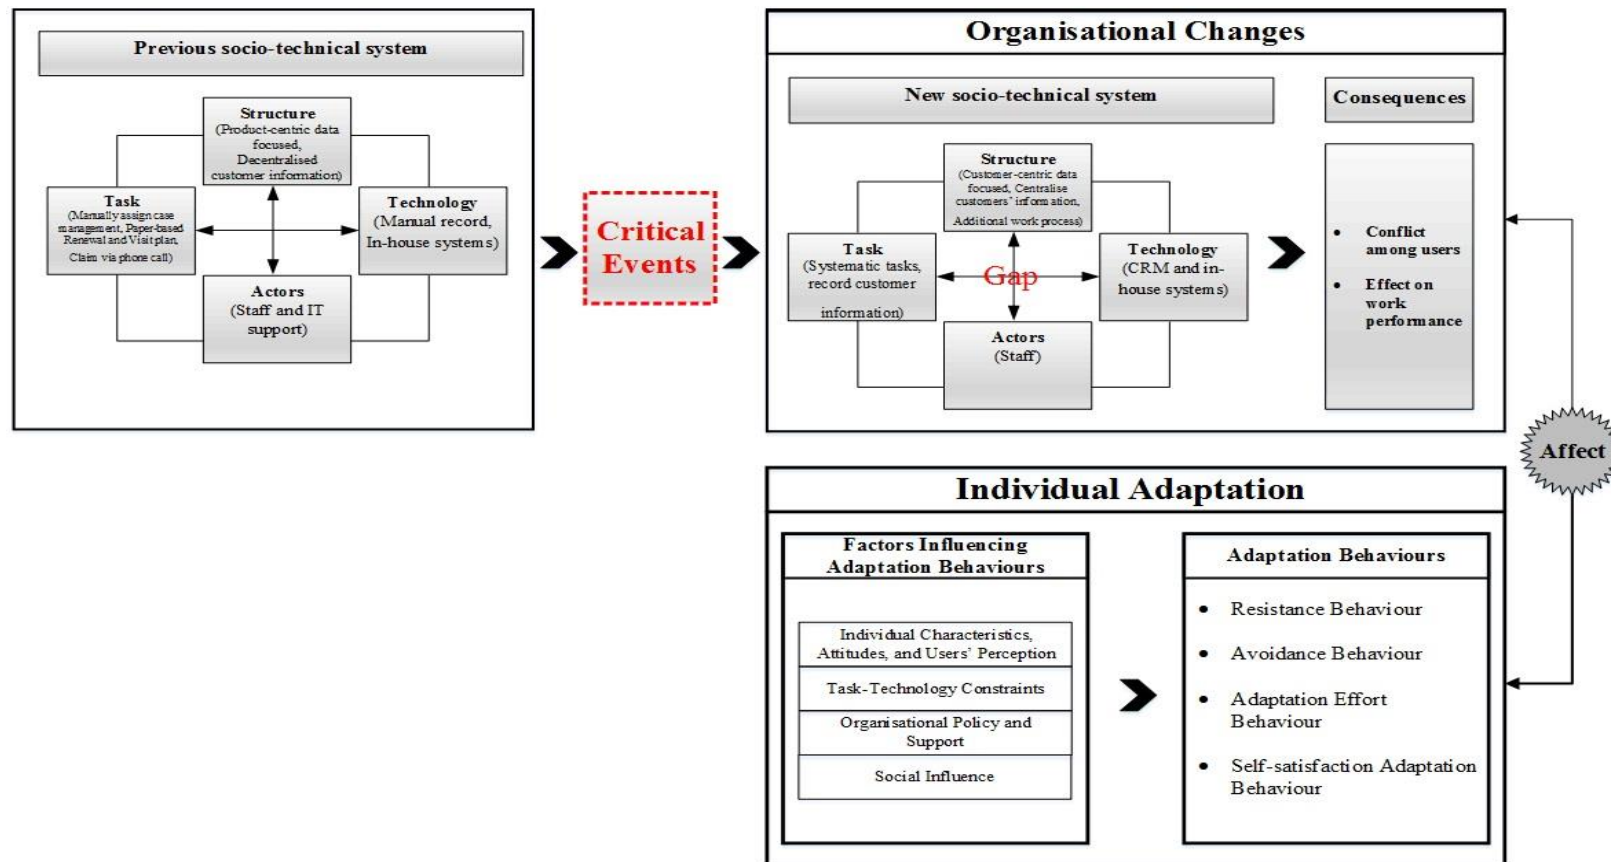 Previous socio-technical system
Structure
(Product-centric data
focused,
Decentralised
customer information)
Task
(Manually assign case
management, Paper-based
Renewal and Visit plan,
Claim via phone call)
Technology
(Manual record,
In-house systems)
Actors
(Staff and IT
support)
Critical
Events
Organisational Changes
New socio-technical system
Structure
(Customer-centric data
focused, Centralise
customers' information,
Additional work process)
Task
(Systematic tasks,
record customer
information)
Gap
Technology
(CRM and in-
house systems)
Actors
(Staff)
Consequences
• Conflict
among users
• Effect on
work
performance
Affect
Individual Adaptation
Factors Influencing
Adaptation Behaviours
Individual Characteristics,
Attitudes, and Users' Perception
Task-Technology Constraints
Organisational Policy and
Support
Social Influence
Adaptation Behaviours
• Resistance Behaviour
• Avoidance Behaviour
• Adaptation Effort
Behaviour
• Self-satisfaction Adaptation
Behaviour